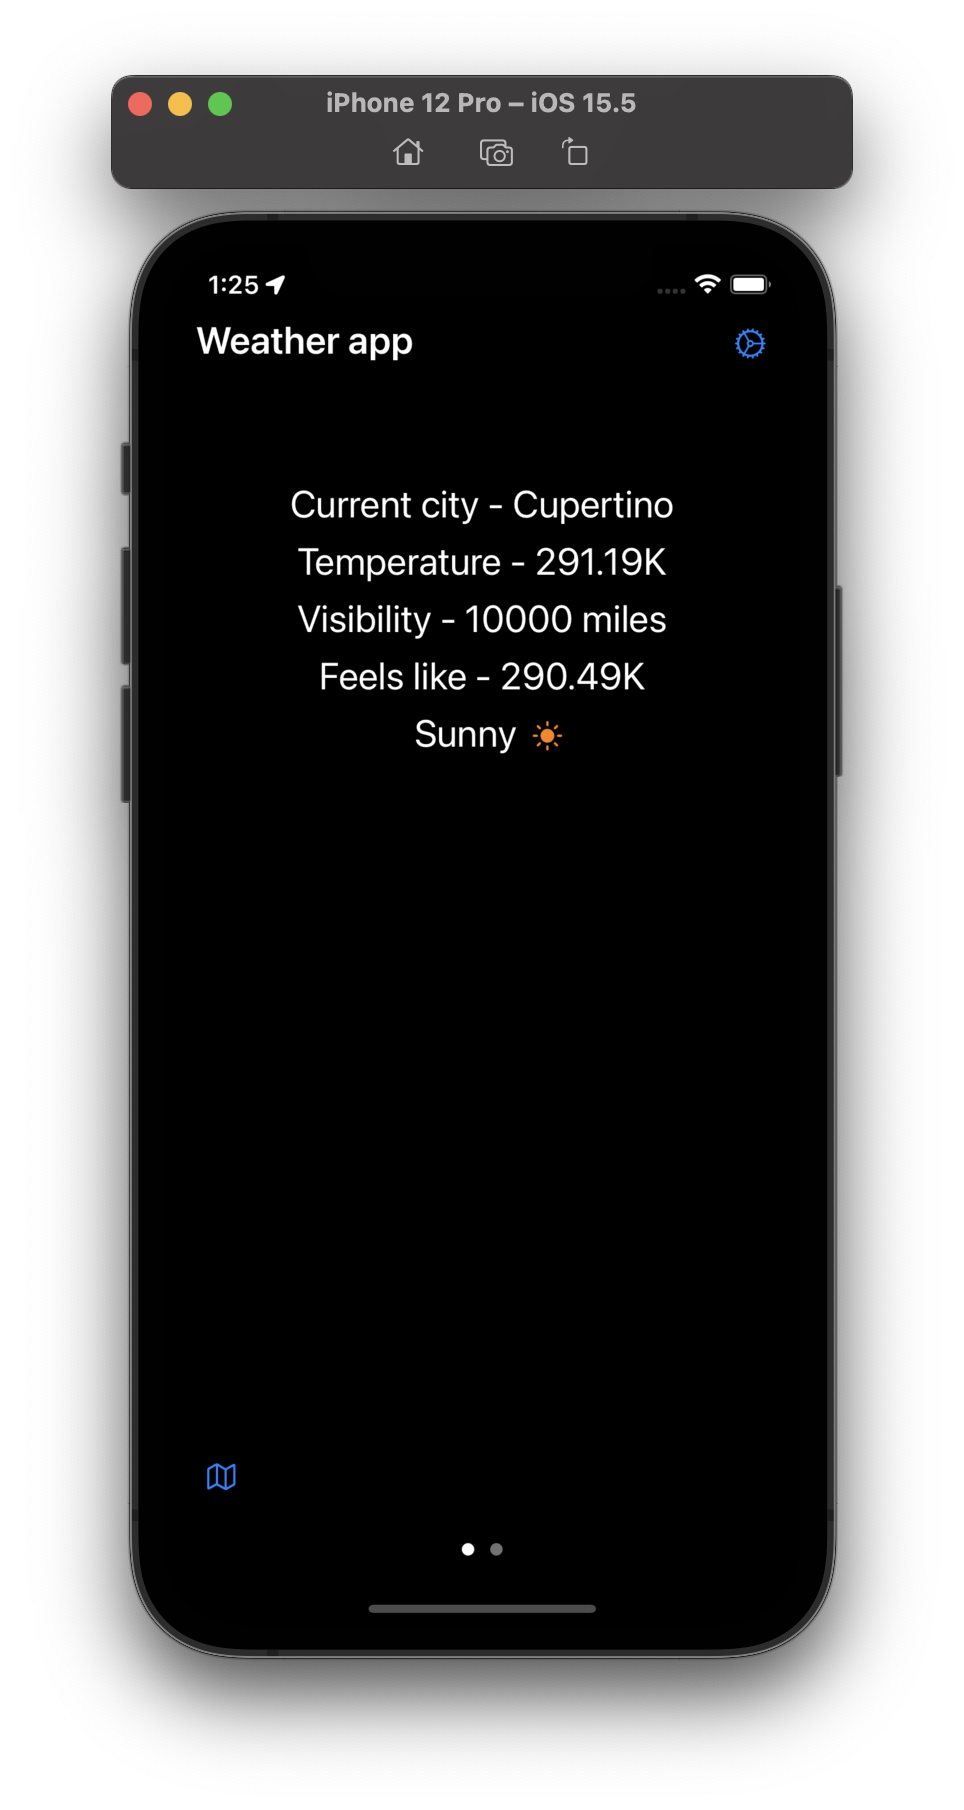 iPhone 12 Pro – iOS 15.5
1:25
Weather app
Current city - Cupertino
Temperature - 291.19K
Visibility - 10000 miles
Feels like - 290.49K
Sunny